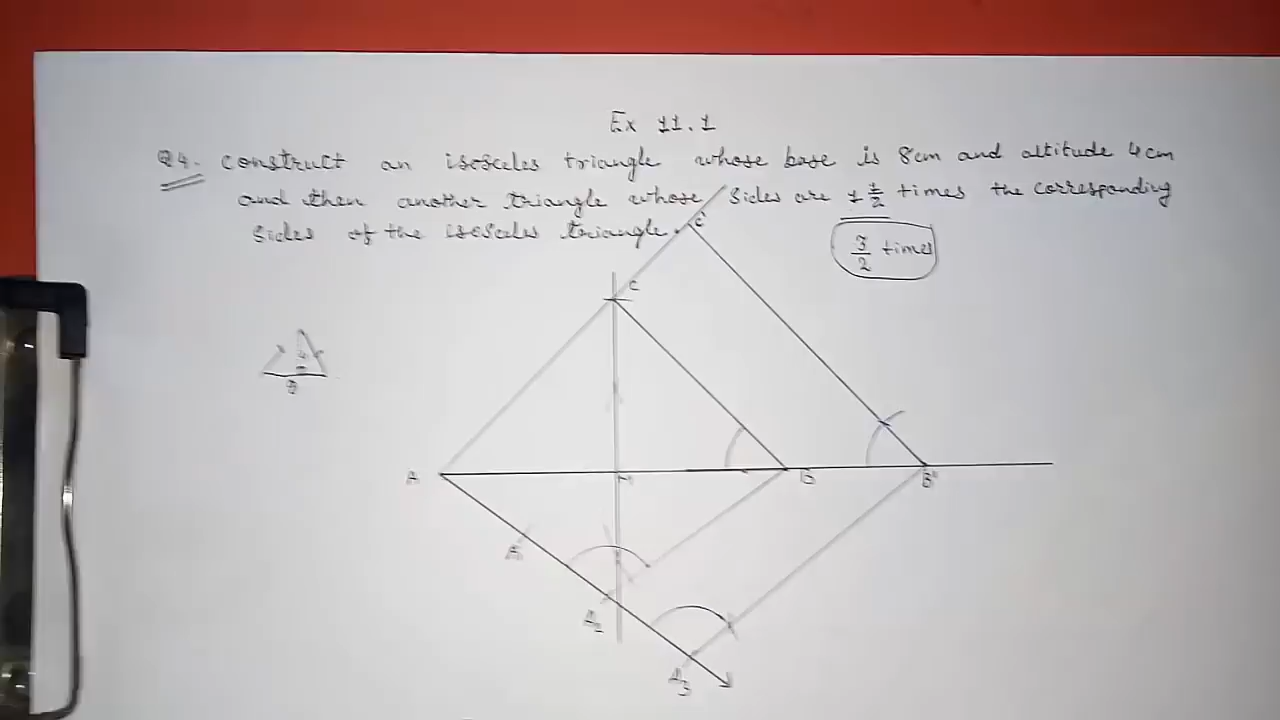 Ex 11.1
Q4. Construct an isosceles triangle whose base is 8cm and altitude 4cm
and then another triangle whose sides are 1 1/2 times the corresponding
sides of the isosceles triangle.
3/2 times
C'
C
4
8
A M B B'
A1
A2
A3